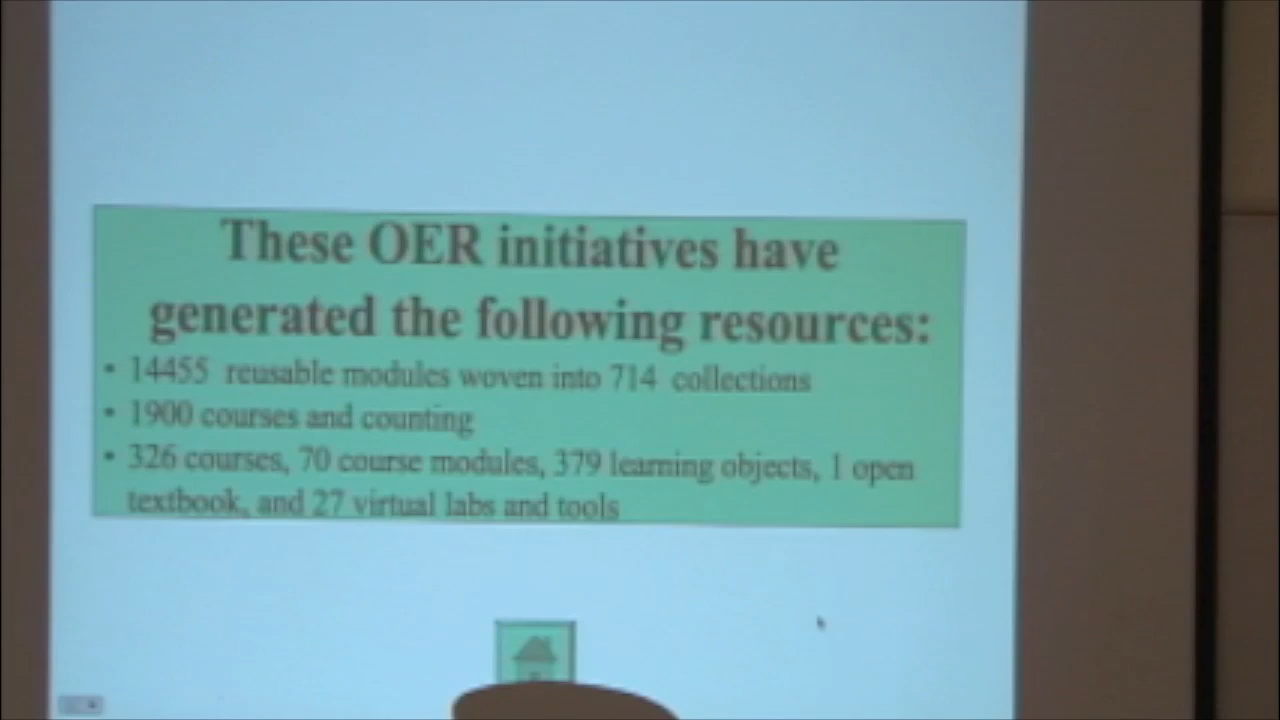 These OER initiatives have
generated the following resources:
• 14455 reusable modules woven into 714 collections
• 1900 courses and counting
• 326 courses, 70 course modules, 379 learning objects, 1 open
textbook, and 27 virtual labs and tools